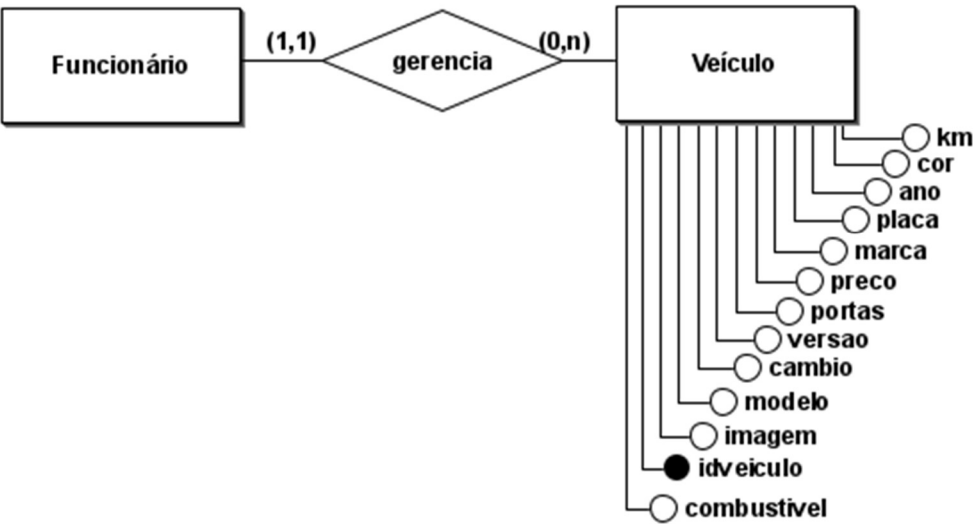 Funcionário
(1,1)
gerencia
(0,n)
Veículo
km
cor
ano
placa
marca
preco
portas
versao
cambio
modelo
imagem
idveiculo
combustivel